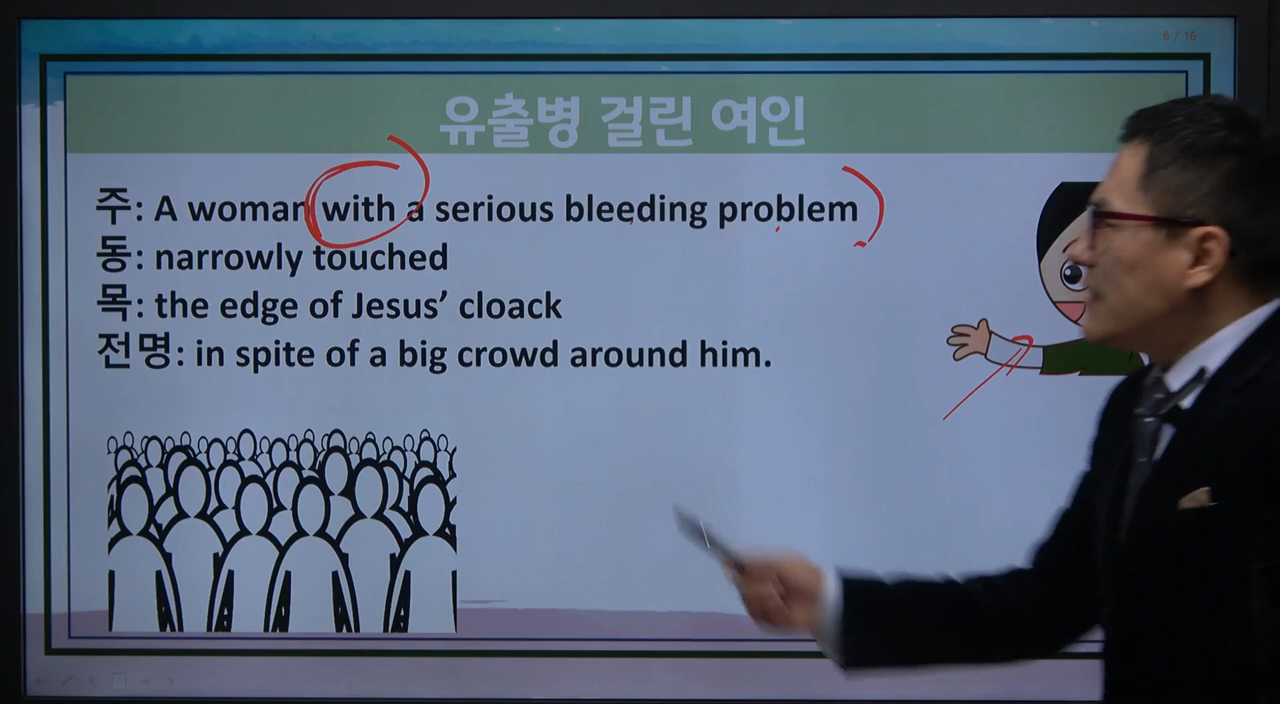 6 / 16
유출병 걸린 여인
주: A woman with a serious bleeding problem
동: narrowly touched
목: the edge of Jesus’ cloack
전명: in spite of a big crowd around him.